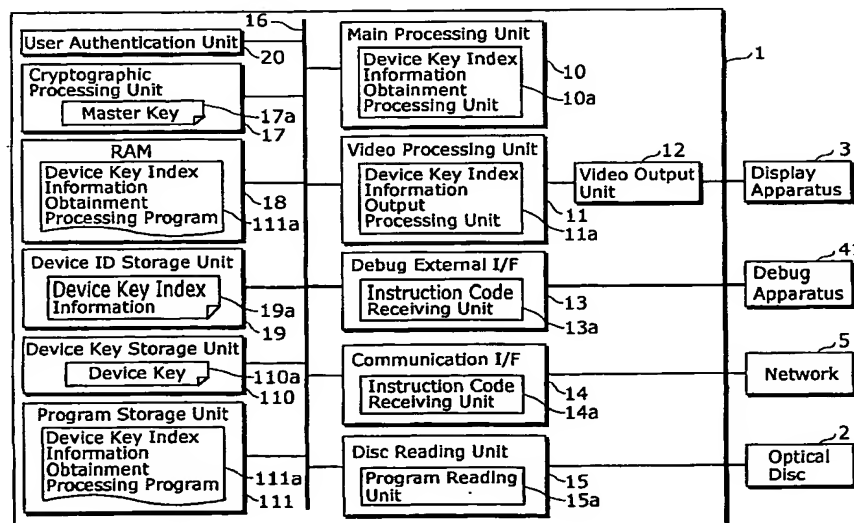 16
User Authentication Unit
20
Cryptographic
Processing Unit
Master Key
17a
17
RAM
Device Key Index
Information
Obtainment
Processing Program
18
111a
Device ID Storage Unit
Device Key Index
Information
19a
19
Device Key Storage Unit
Device Key
110a
110
Program Storage Unit
Device Key Index
Information
Obtainment
Processing Program
111a
111
Main Processing Unit
Device Key Index
Information
Obtainment
Processing Unit
10
10a
Video Processing Unit
Device Key Index
Information
Output
Processing Unit
11
11a
12
Video Output
Unit
Debug External I/F
Instruction Code
Receiving Unit
13
13a
Communication I/F
Instruction Code
Receiving Unit
14
14a
Disc Reading Unit
Program Reading
Unit
15
15a
1
3
Display
Apparatus
41
Debug
Apparatus
5
Network
2
Optical
Disc